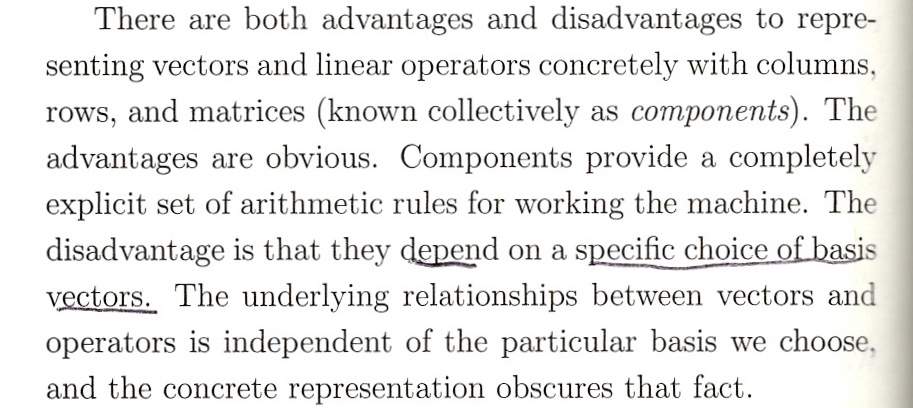 There are both advantages and disadvantages to repre-
senting vectors and linear operators concretely with columns,
rows, and matrices (known collectively as components). The
advantages are obvious. Components provide a completely
explicit set of arithmetic rules for working the machine. The
disadvantage is that they depend on a specific choice of basis
vectors. The underlying relationships between vectors and
operators is independent of the particular basis we choose,
and the concrete representation obscures that fact.